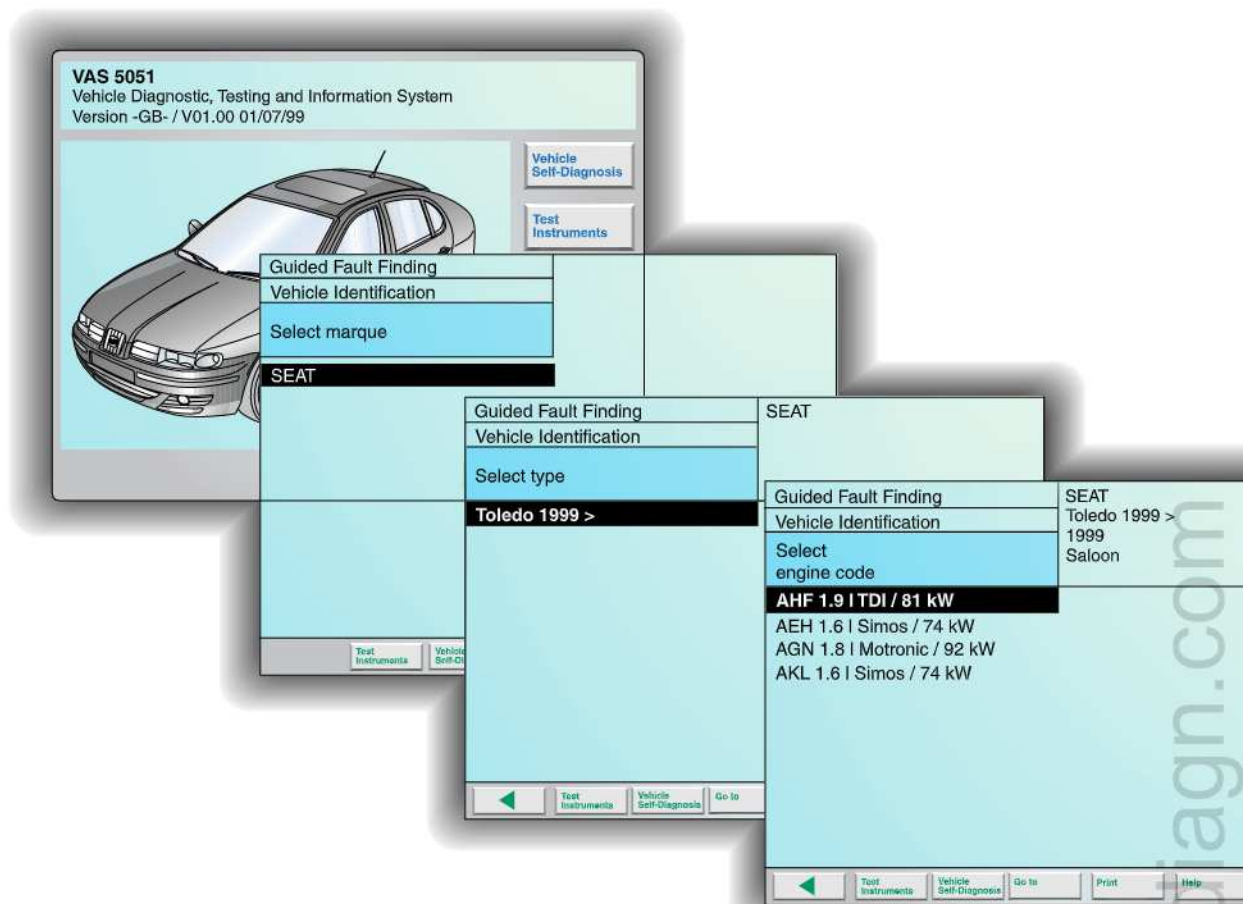 VAS 5051
Vehicle Diagnostic, Testing and Information System
Version -GB- / V01.00 01/07/99
Vehicle
Self-Diagnosis
Test
Instruments
Guided Fault Finding
Vehicle Identification
Select marque
SEAT
Test
Instruments
Guided Fault Finding
SEAT
Vehicle Identification
Select type
Toledo 1999 >
Test
Instruments
Vehicle
Self-Diagnosis
Go to
Guided Fault Finding
SEAT
Vehicle Identification
Toledo 1999 >
1999
Saloon
Select
engine code
AHF 1.9 l TDI / 81 kW
AEH 1.6 l Simos / 74 kW
AGN 1.8 l Motronic / 92 kW
AKL 1.6 l Simos / 74 kW
Test
Instruments
Vehicle
Self-Diagnosis
Go to
Print
Help
diagn.com